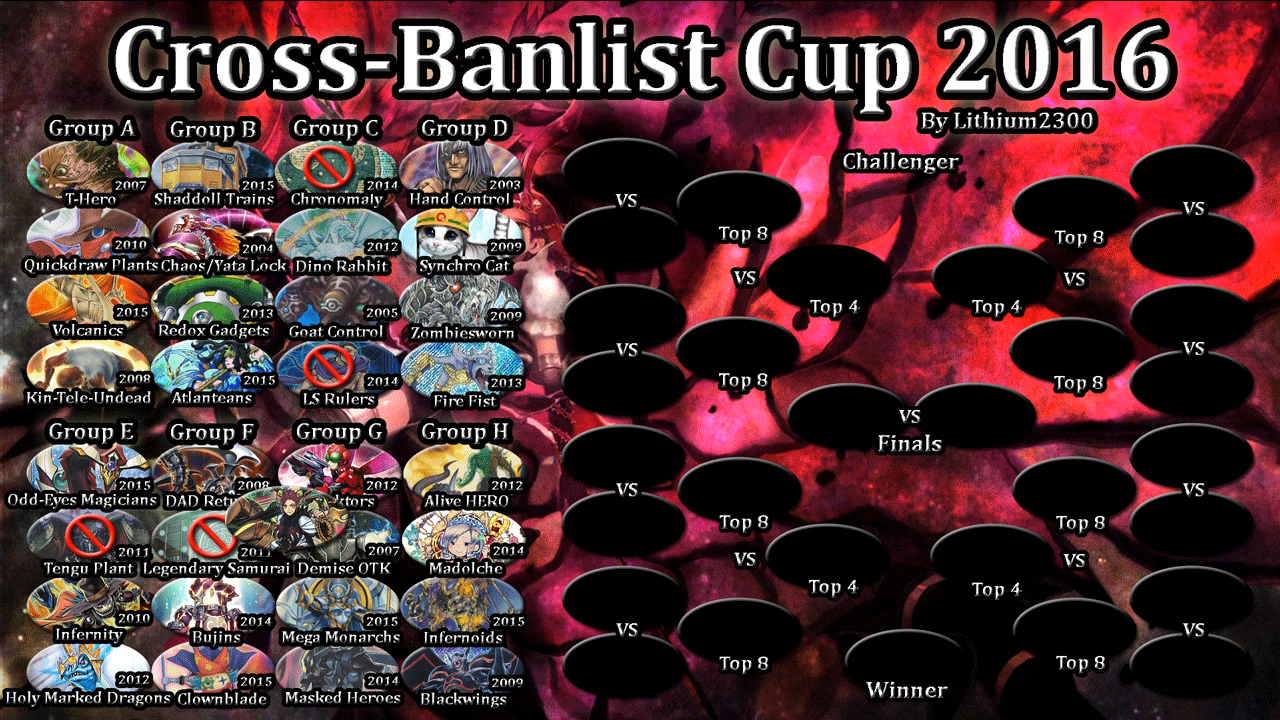 Cross-Banlist Cup 2016
By Lithium2300
Group A
2007
T-Hero
2010
Quickdraw Plants
2015
Volcanics
2008
Kin-Tele-Undead
Group B
2015
Shaddoll Trains
2004
Chaos/Yata Lock
2013
Redox Gadgets
2015
Atlanteans
Group C
2014
Chronomaly
2012
Dino Rabbit
2005
Goat Control
2014
LS Rulers
Group D
2003
Hand Control
2009
Synchro Cat
2009
Zombiesworn
2013
Fire Fist
Group E
2015
Odd-Eyes Magicians
2011
Tengu Plant
2010
Infernity
2012
Holy Marked Dragons
Group F
2008
DAD
Legendary Samurai
2014
Bujins
2015
Clownblade
Group G
2012
2007
Demise OTK
2015
Mega Monarchs
2014
Masked Heroes
Group H
2012
Alive HERO
2014
Madolche
2015
Infernoids
2009
Blackwings
VS
VS
VS
VS
Top 8
VS
Top 8
Top 8
VS
Top 8
Top 4
Top 4
Challenger
VS
Finals
Winner
Top 4
Top 4
Top 8
VS
Top 8
Top 8
VS
Top 8
VS
VS
VS
VS